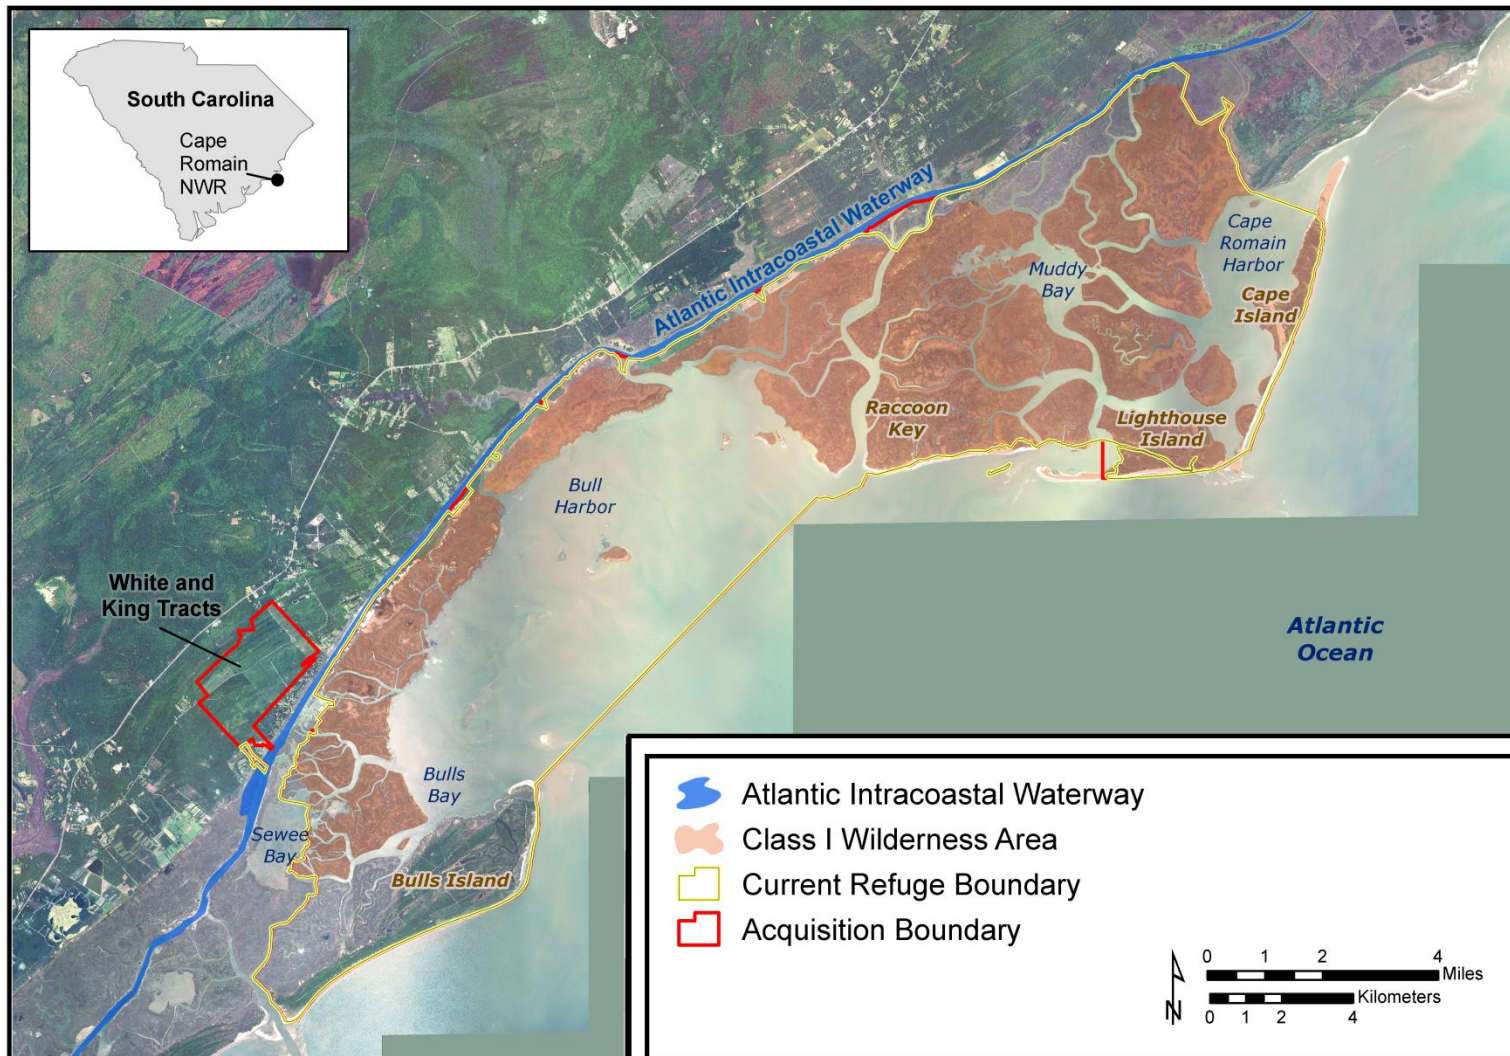 South Carolina
Cape
Romain
NWR
Atlantic Intracoastal Waterway
Cape
Romain
Harbor
Muddy
Bay
Cape
Island
Raccoon
Key
Lighthouse
Island
Bull
Harbor
White and
King Tracts
Atlantic
Ocean
Bulls
Bay
Sewee
Bay
Bulls Island
Atlantic Intracoastal Waterway
Class I Wilderness Area
Current Refuge Boundary
Acquisition Boundary
N
0 1 2 4
Miles
Kilometers
0 1 2 4